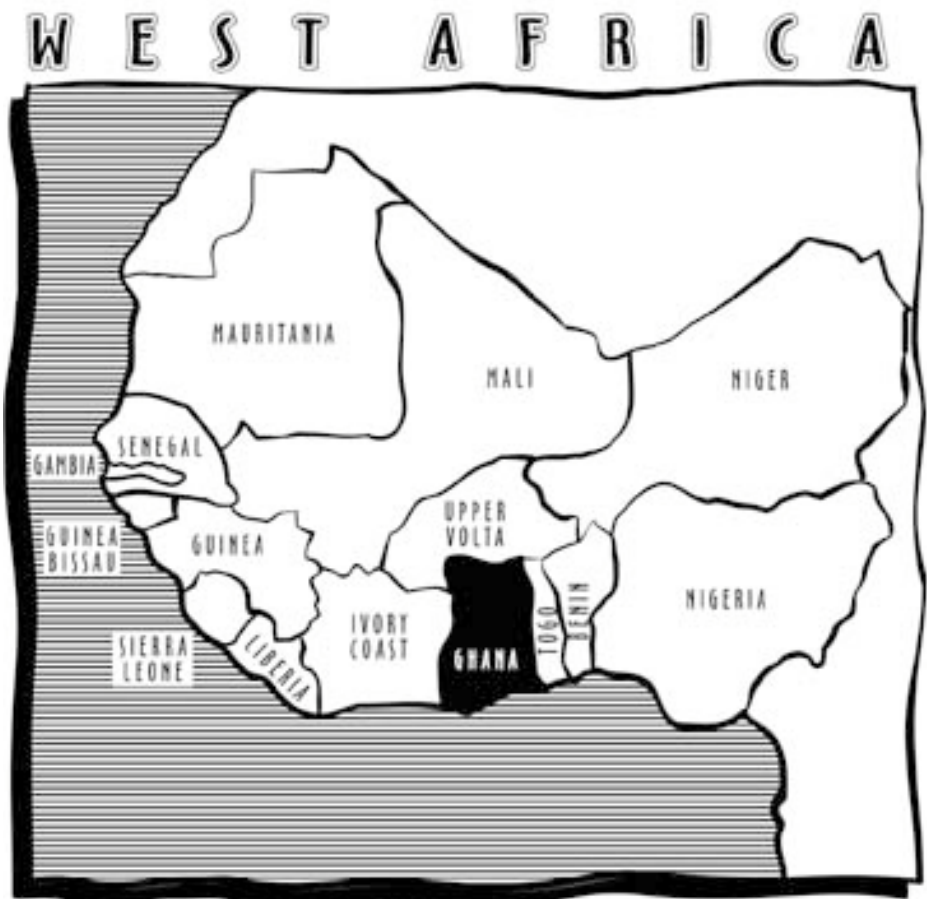 WEST AFRICA
MAURITANIA
MALI
NIGER
SENEGAL
GAMBIA
UPPER
VOLTA
GUINEA
BISSAU
GUINEA
NIGERIA
IVORY
COAST
TOGO
BENIN
SIERRA
LEONE
LIBERIA
GHANA